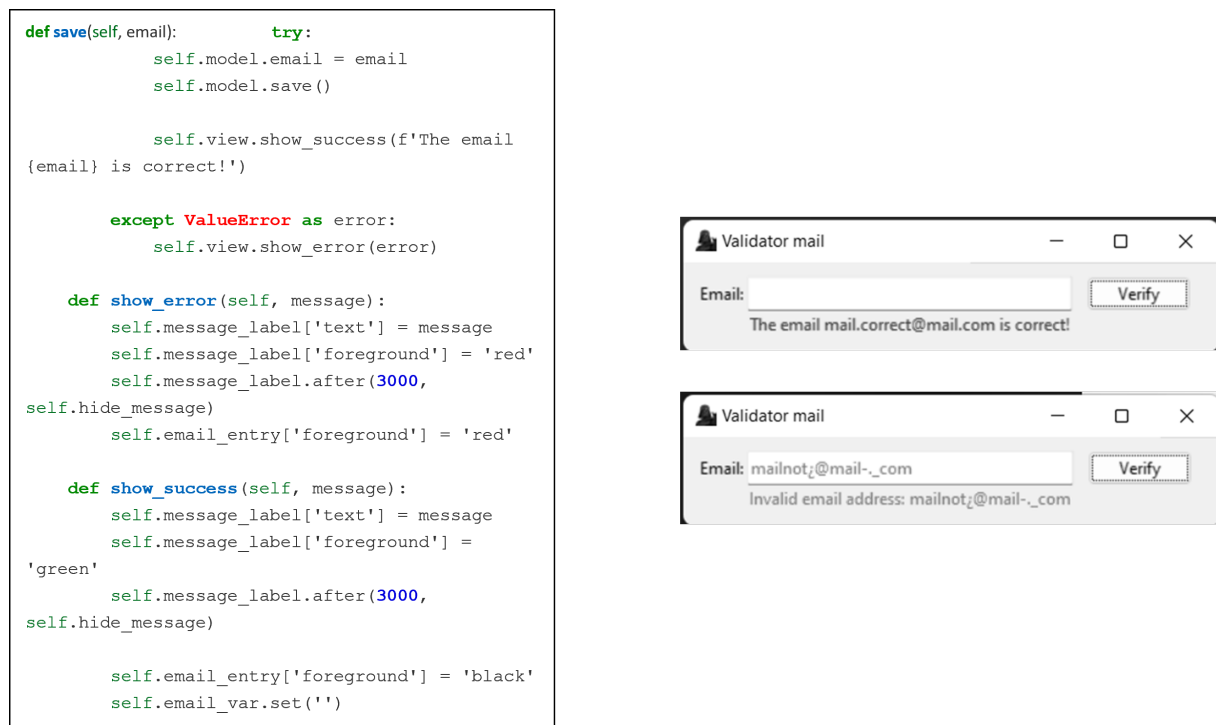 def save(self, email): try:
self.model.email = email
self.model.save()
self.view.show_success(f'The email
{email} is correct!')
except ValueError as error:
self.view.show_error(error)
def show_error(self, message):
self.message_label['text'] = message
self.message_label['foreground'] = 'red'
self.message_label.after(3000,
self.hide_message)
self.email_entry['foreground'] = 'red'
def show_success(self, message):
self.message_label['text'] = message
self.message_label['foreground'] =
'green'
self.message_label.after(3000,
self.hide_message)
self.email_entry['foreground'] = 'black'
self.email_var.set('')
Validator mail
Email: Verify
The email mail.correct@mail.com is correct!
Validator mail
Email: mailnot¿@mail-._com Verify
Invalid email address: mailnot¿@mail-._com